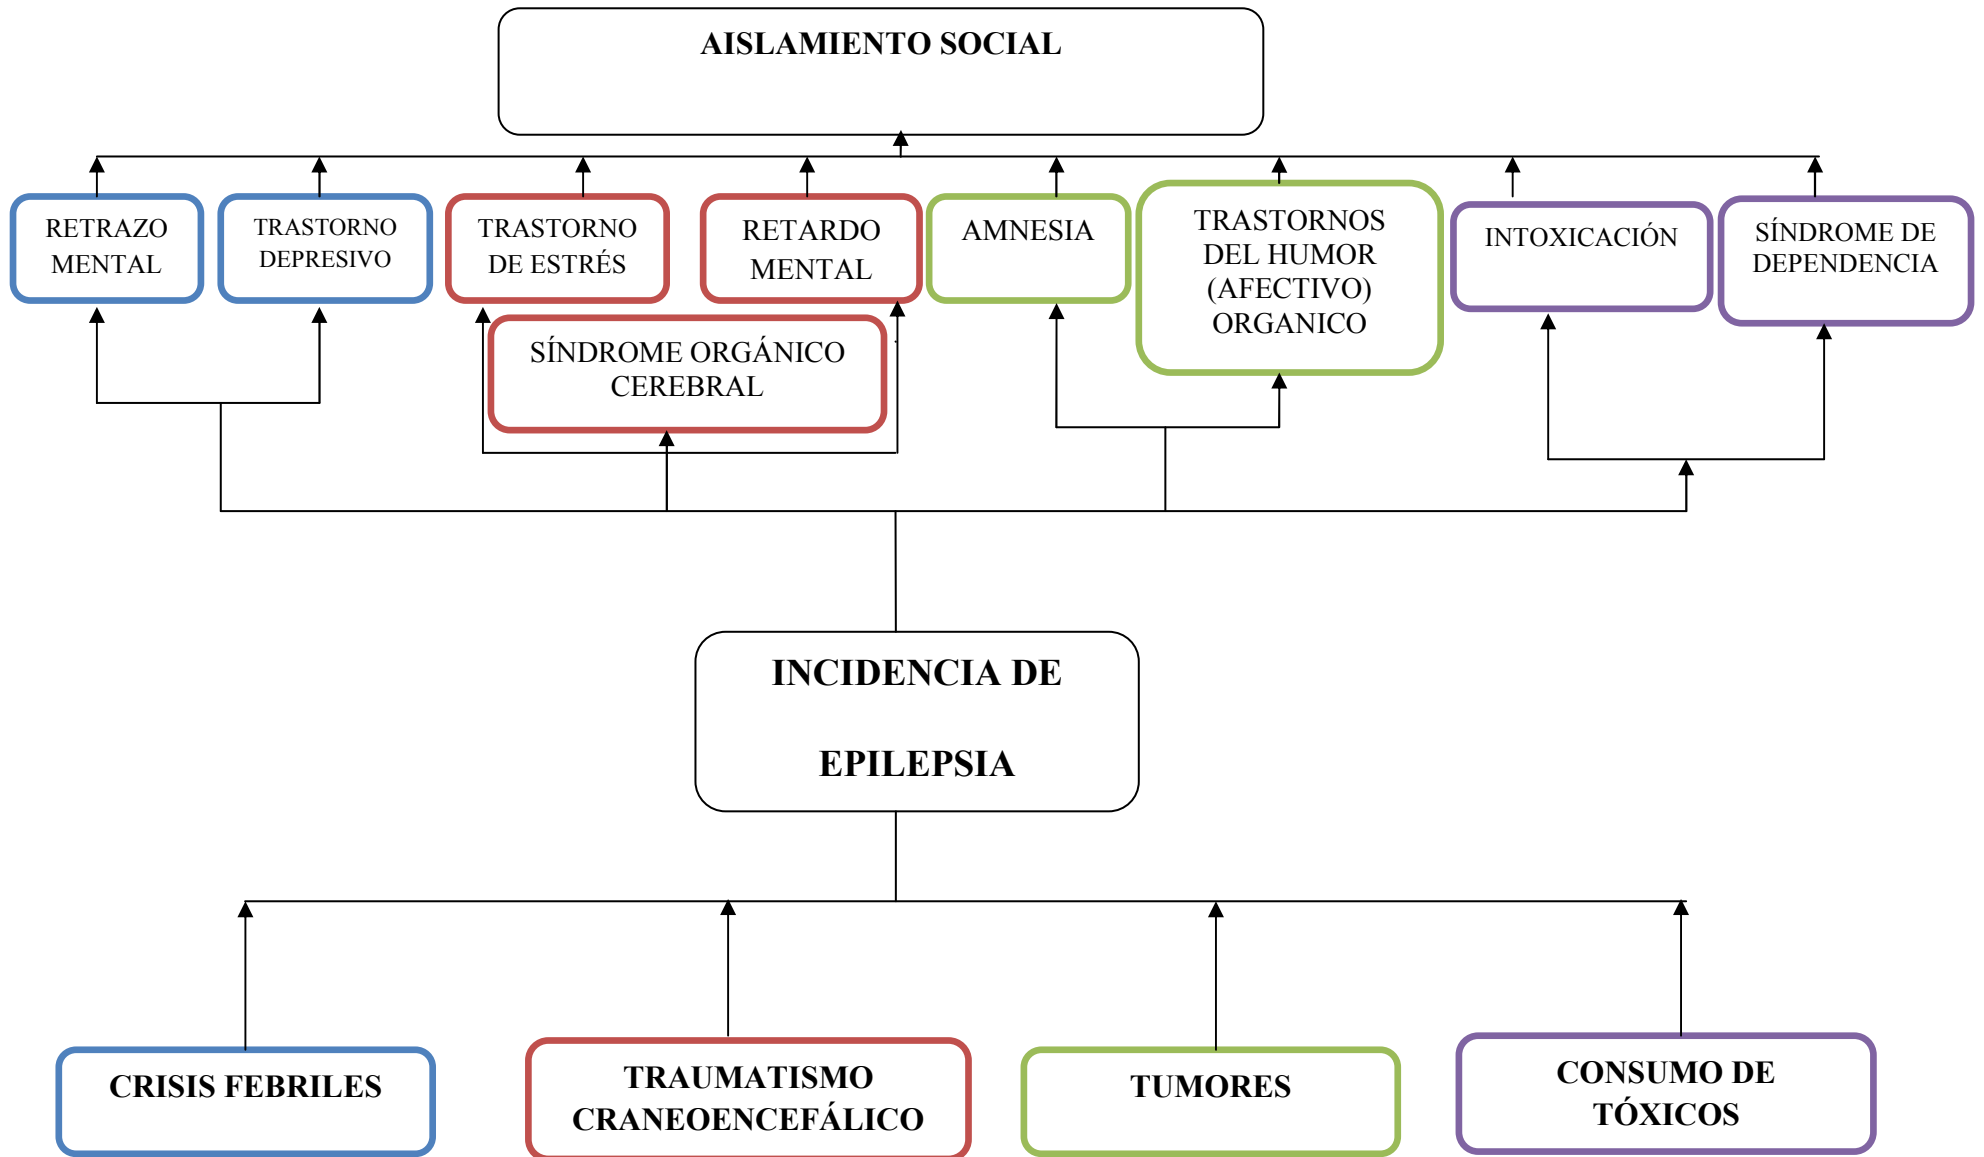 AISLAMIENTO SOCIAL
RETRAZO
MENTAL
TRASTORNO
DEPRESIVO
TRASTORNO
DE ESTRÉS
RETARDO
MENTAL
AMNESIA
TRASTORNOS
DEL HUMOR
(AFECTIVO)
ORGANICO
INTOXICACIÓN
SÍNDROME DE
DEPENDENCIA
SÍNDROME ORGÁNICO
CEREBRAL
INCIDENCIA DE
EPILEPSIA
CRISIS FEBRILES
TRAUMATISMO
CRANEOENCEFÁLICO
TUMORES
CONSUMO DE
TÓXICOS